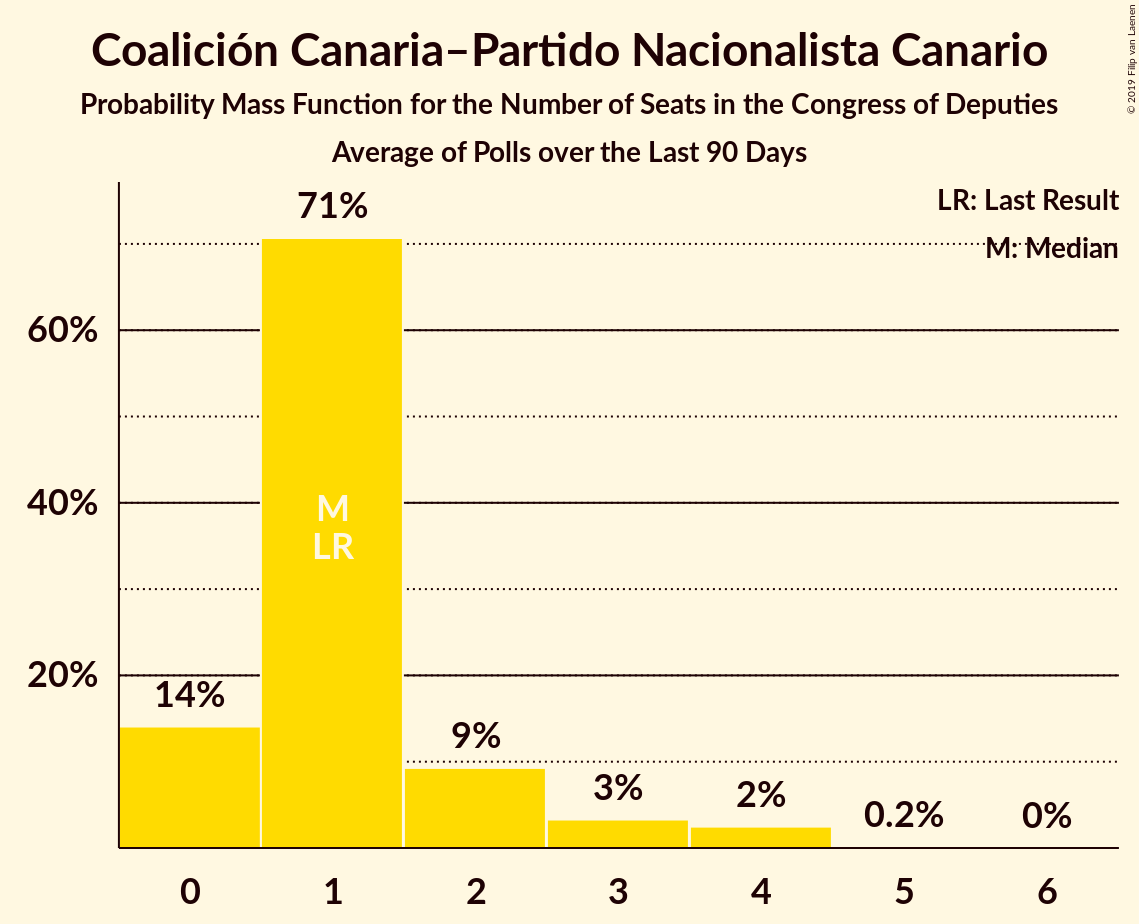 Coalición Canaria–Partido Nacionalista Canario
Probability Mass Function for the Number of Seats in the Congress of Deputies
Average of Polls over the Last 90 Days
© 2019 Filip van Laenen
LR: Last Result
M: Median
60%
40%
20%
14%
71%
M
LR
9%
3%
2%
0.2%
0%
0 1 2 3 4 5 6